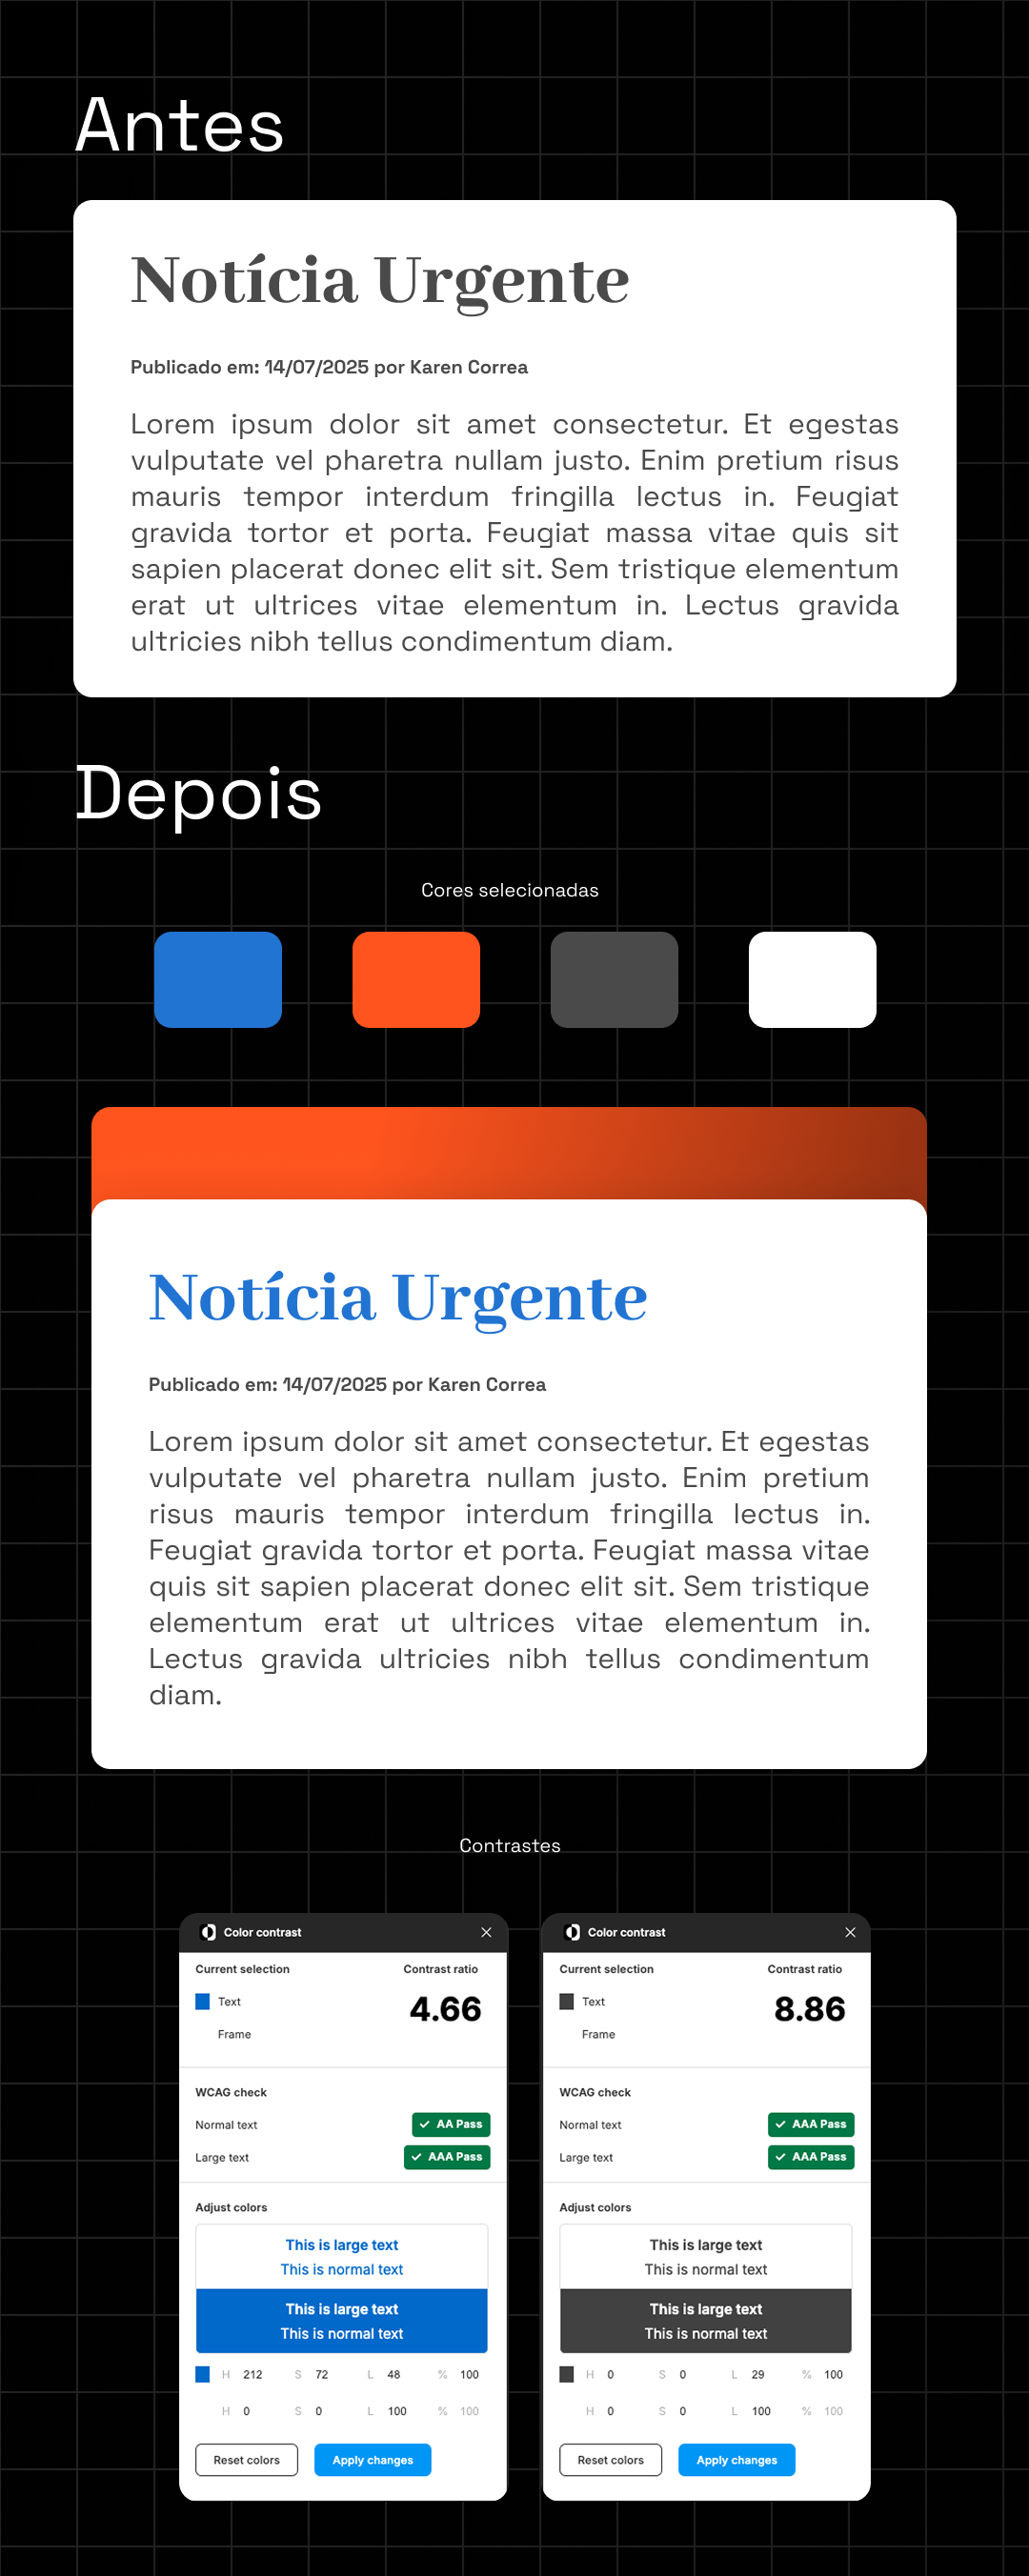 Antes
Notícia Urgente
Publicado em: 14/07/2025 por Karen Correa
Lorem ipsum dolor sit amet consectetur. Et egestas
vulputate vel pharetra nullam justo. Enim pretium risus
mauris tempor interdum fringilla lectus in. Feugiat
gravida tortor et porta. Feugiat massa vitae quis sit
sapien placerat donec elit sit. Sem tristique elementum
erat ut ultrices vitae elementum in. Lectus gravida
ultricies nibh tellus condimentum diam.
Depois
Cores selecionadas
Notícia Urgente
Publicado em: 14/07/2025 por Karen Correa
Lorem ipsum dolor sit amet consectetur. Et egestas
vulputate vel pharetra nullam justo. Enim pretium
risus mauris tempor interdum fringilla lectus in.
Feugiat gravida tortor et porta. Feugiat massa vitae
quis sit sapien placerat donec elit sit. Sem tristique
elementum erat ut ultrices vitae elementum in.
Lectus gravida ultricies nibh tellus condimentum
diam.
Contrastes
Color contrast
Current selection Contrast ratio
Text 4.66
Frame
WCAG check
Normal text AA Pass
Large text AAA Pass
Adjust colors
This is large text
This is normal text
This is large text
This is normal text
H 212 S 72 L 48 % 100
H 0 S 0 L 100 % 100
Reset colors Apply changes
Color contrast
Current selection Contrast ratio
Text 8.86
Frame
WCAG check
Normal text AAA Pass
Large text AAA Pass
Adjust colors
This is large text
This is normal text
This is large text
This is normal text
H 0 S 0 L 29 % 100
H 0 S 0 L 100 % 100
Reset colors Apply changes